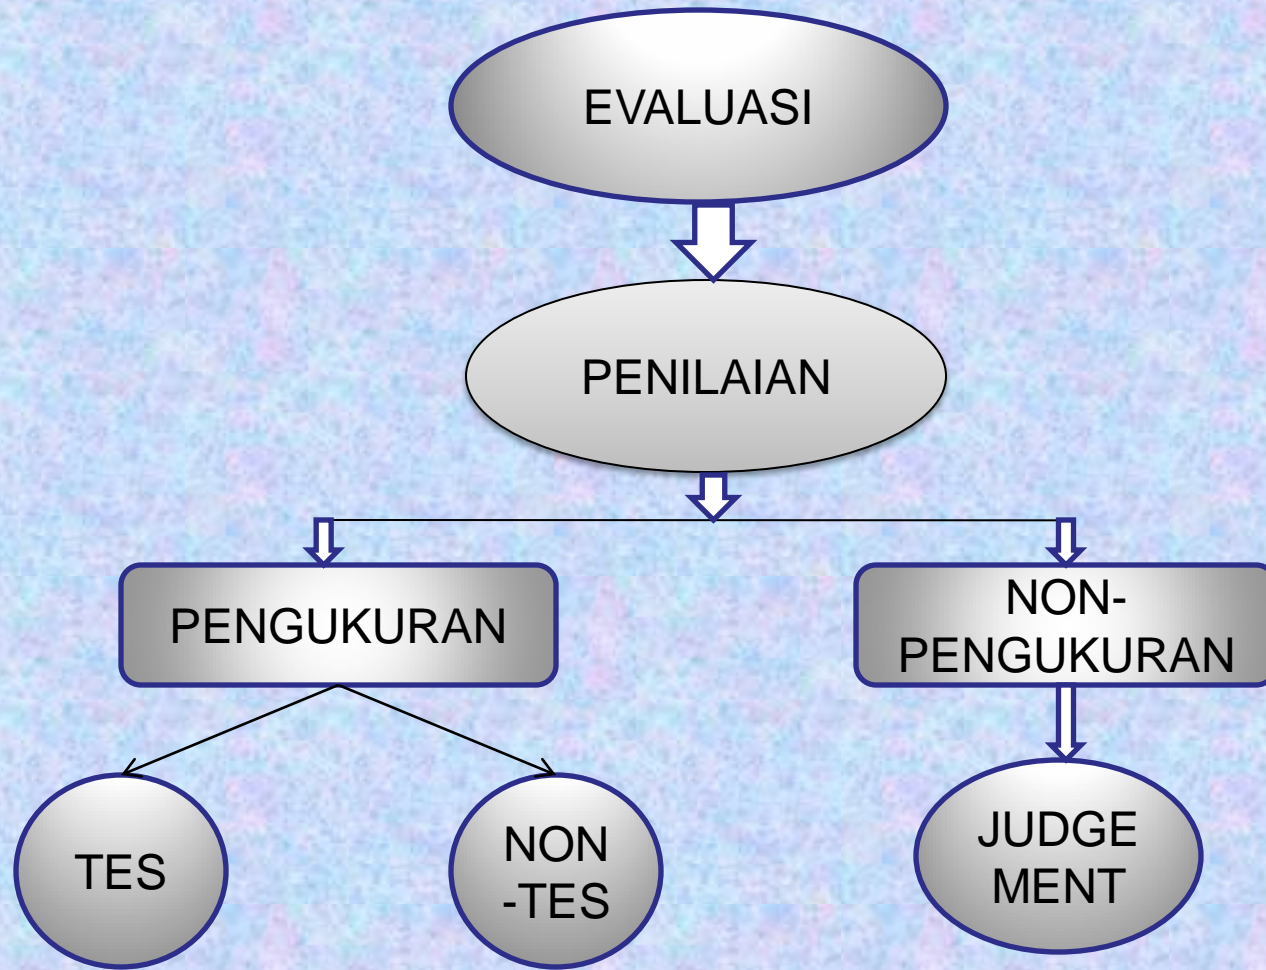 EVALUASI
PENILAIAN
PENGUKURAN
NON-
PENGUKURAN
TES
NON
-TES
JUDGE
MENT